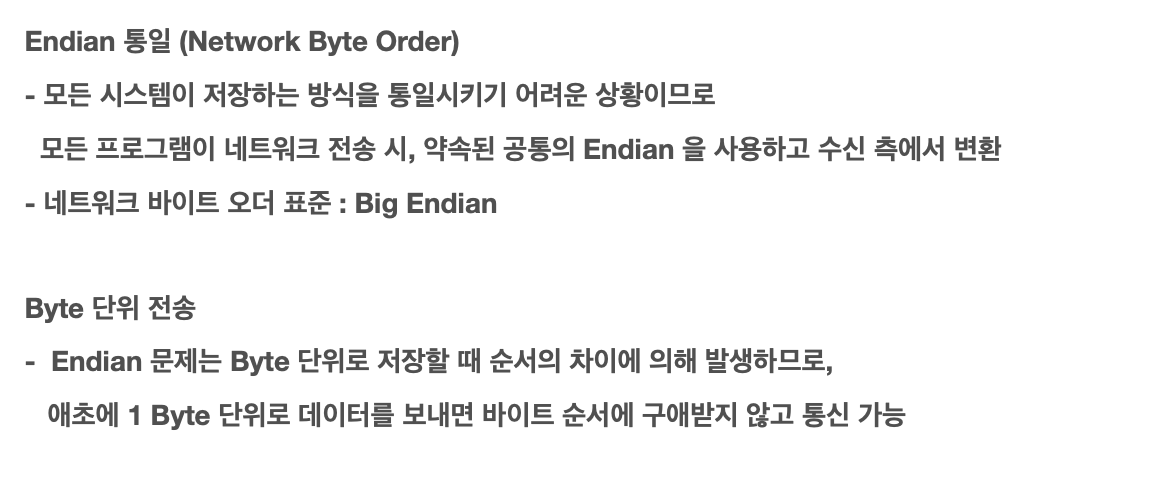 Endian 통일 (Network Byte Order)
- 모든 시스템이 저장하는 방식을 통일시키기 어려운 상황이므로
모든 프로그램이 네트워크 전송 시, 약속된 공통의 Endian 을 사용하고 수신 측에서 변환
- 네트워크 바이트 오더 표준 : Big Endian
Byte 단위 전송
- Endian 문제는 Byte 단위로 저장할 때 순서의 차이에 의해 발생하므로,
애초에 1 Byte 단위로 데이터를 보내면 바이트 순서에 구애받지 않고 통신 가능